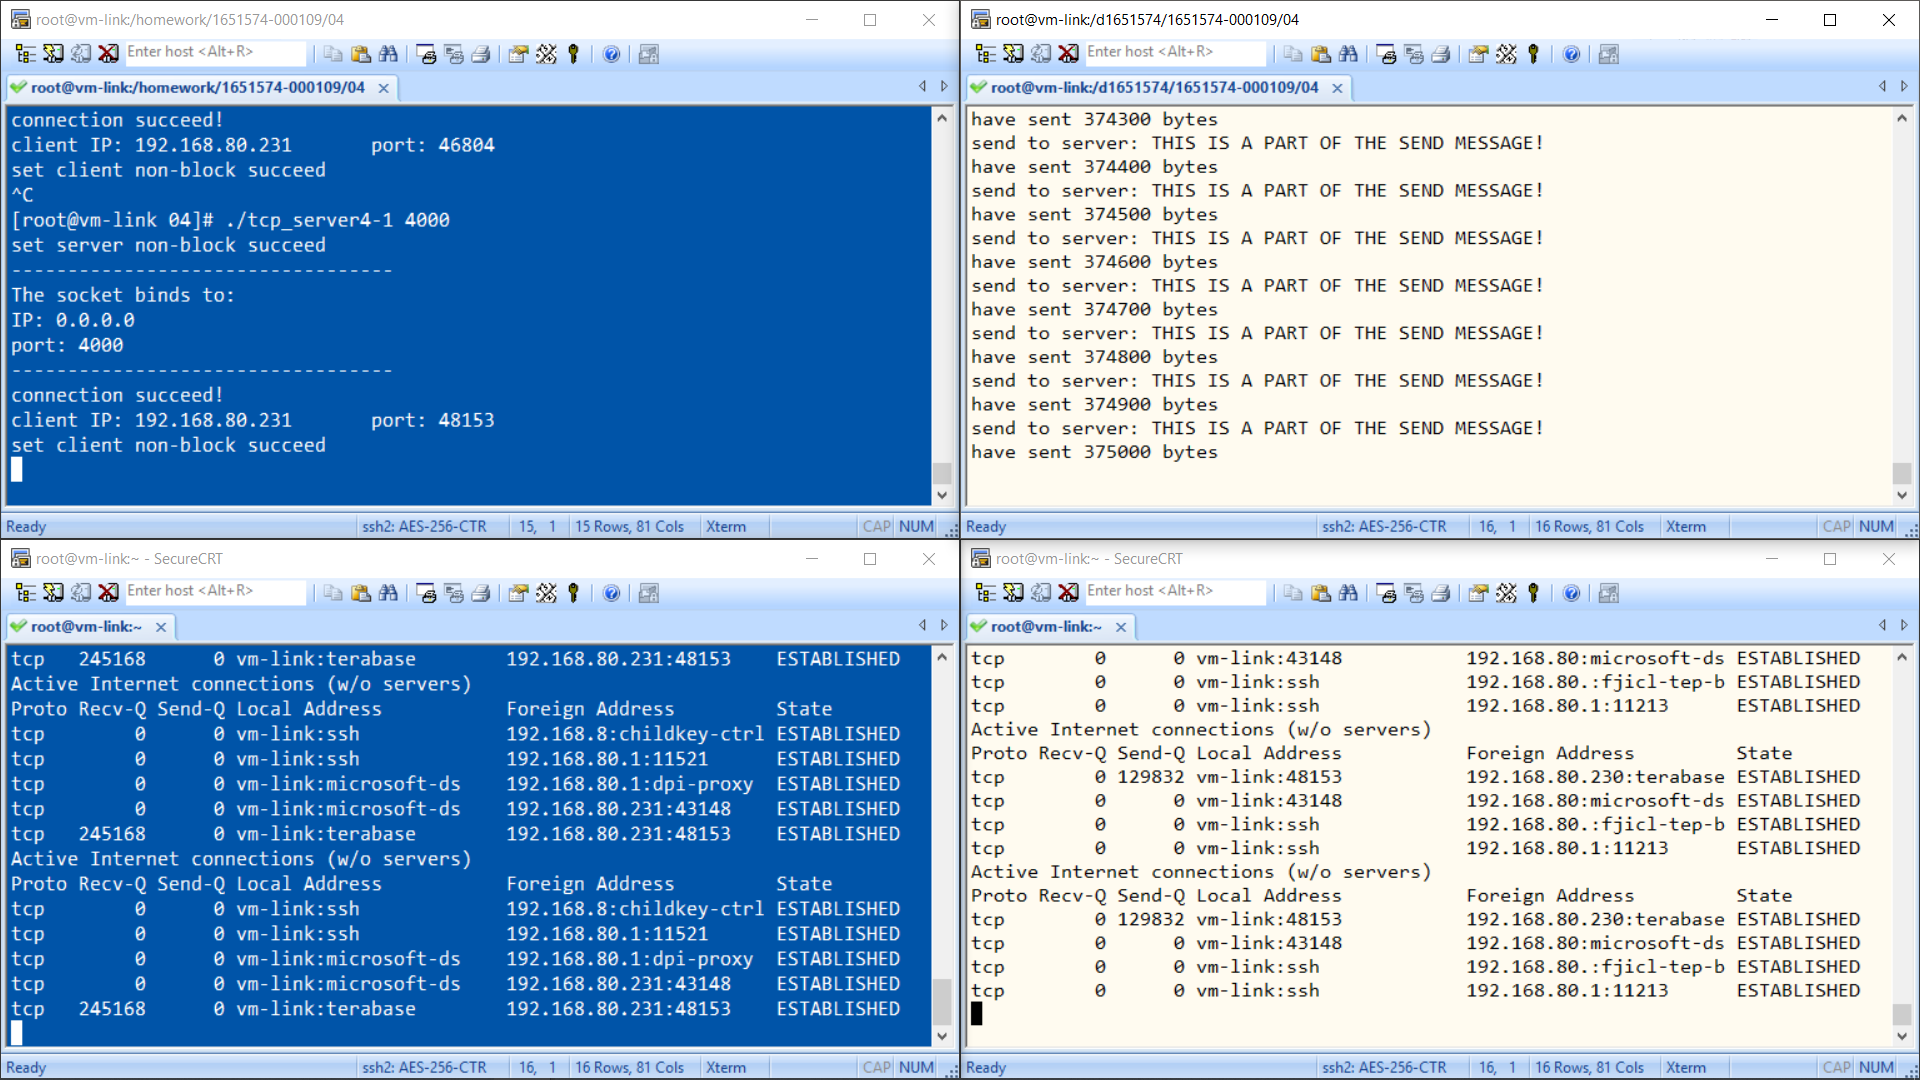 root@vm-link:/homework/1651574-000109/04
Enter host <Alt+R>
root@vm-link:/homework/1651574-000109/04
connection succeed!
client IP: 192.168.80.231       port: 46804
set client non-block succeed
^C
[root@vm-link 04]# ./tcp_server4-1 4000
set server non-block succeed
----------------------------------
The socket binds to:
IP: 0.0.0.0
port: 4000
----------------------------------
connection succeed!
client IP: 192.168.80.231       port: 48153
set client non-block succeed
Ready ssh2: AES-256-CTR 15, 1 15 Rows, 81 Cols Xterm CAP NUM
root@vm-link:/d1651574/1651574-000109/04
Enter host <Alt+R>
root@vm-link:/d1651574/1651574-000109/04
have sent 374300 bytes
send to server: THIS IS A PART OF THE SEND MESSAGE!
have sent 374400 bytes
send to server: THIS IS A PART OF THE SEND MESSAGE!
have sent 374500 bytes
send to server: THIS IS A PART OF THE SEND MESSAGE!
have sent 374600 bytes
send to server: THIS IS A PART OF THE SEND MESSAGE!
have sent 374700 bytes
send to server: THIS IS A PART OF THE SEND MESSAGE!
have sent 374800 bytes
send to server: THIS IS A PART OF THE SEND MESSAGE!
have sent 374900 bytes
send to server: THIS IS A PART OF THE SEND MESSAGE!
have sent 375000 bytes
Ready ssh2: AES-256-CTR 16, 1 16 Rows, 81 Cols Xterm CAP NUM
root@vm-link:~ - SecureCRT
Enter host <Alt+R>
root@vm-link:~
tcp   245168      0 vm-link:terabase        192.168.80.231:48153    ESTABLISHED
Active Internet connections (w/o servers)
Proto Recv-Q Send-Q Local Address           Foreign Address         State
tcp        0      0 vm-link:ssh             192.168.8:childkey-ctrl ESTABLISHED
tcp        0      0 vm-link:ssh             192.168.80.1:11521      ESTABLISHED
tcp        0      0 vm-link:microsoft-ds    192.168.80.1:dpi-proxy  ESTABLISHED
tcp        0      0 vm-link:microsoft-ds    192.168.80.231:43148    ESTABLISHED
tcp   245168      0 vm-link:terabase        192.168.80.231:48153    ESTABLISHED
Active Internet connections (w/o servers)
Proto Recv-Q Send-Q Local Address           Foreign Address         State
tcp        0      0 vm-link:ssh             192.168.8:childkey-ctrl ESTABLISHED
tcp        0      0 vm-link:ssh             192.168.80.1:11521      ESTABLISHED
tcp        0      0 vm-link:microsoft-ds    192.168.80.1:dpi-proxy  ESTABLISHED
tcp        0      0 vm-link:microsoft-ds    192.168.80.231:43148    ESTABLISHED
tcp   245168      0 vm-link:terabase        192.168.80.231:48153    ESTABLISHED
Ready ssh2: AES-256-CTR 16, 1 16 Rows, 81 Cols Xterm CAP NUM
root@vm-link:~ - SecureCRT
Enter host <Alt+R>
root@vm-link:~
tcp        0      0 vm-link:43148           192.168.80:microsoft-ds ESTABLISHED
tcp        0      0 vm-link:ssh             192.168.80.:fjicl-tep-b ESTABLISHED
tcp        0      0 vm-link:ssh             192.168.80.1:11213      ESTABLISHED
Active Internet connections (w/o servers)
Proto Recv-Q Send-Q Local Address           Foreign Address         State
tcp        0 129832 vm-link:48153           192.168.80.230:terabase ESTABLISHED
tcp        0      0 vm-link:43148           192.168.80:microsoft-ds ESTABLISHED
tcp        0      0 vm-link:ssh             192.168.80.:fjicl-tep-b ESTABLISHED
tcp        0      0 vm-link:ssh             192.168.80.1:11213      ESTABLISHED
Active Internet connections (w/o servers)
Proto Recv-Q Send-Q Local Address           Foreign Address         State
tcp        0 129832 vm-link:48153           192.168.80.230:terabase ESTABLISHED
tcp        0      0 vm-link:43148           192.168.80:microsoft-ds ESTABLISHED
tcp        0      0 vm-link:ssh             192.168.80.:fjicl-tep-b ESTABLISHED
tcp        0      0 vm-link:ssh             192.168.80.1:11213      ESTABLISHED
Ready ssh2: AES-256-CTR 16, 1 16 Rows, 81 Cols Xterm CAP NUM